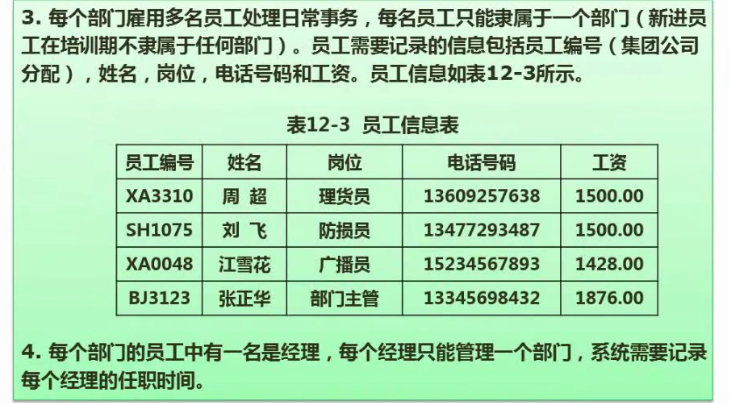 3. 每个部门雇用多名员工处理日常事务，每名员工只能隶属于一个部门（新进员
工在培训期不隶属于任何部门）。员工需要记录的信息包括员工编号（集团公司
分配），姓名，岗位，电话号码和工资。员工信息如表12-3所示。
表12-3 员工信息表
员工编号 姓名 岗位 电话号码 工资
XA3310 周 超 理货员 13609257638 1500.00
SH1075 刘 飞 防损员 13477293487 1500.00
XA0048 江雪花 广播员 15234567893 1428.00
BJ3123 张正华 部门主管 13345698432 1876.00
4. 每个部门的员工中有一名是经理，每个经理只能管理一个部门，系统需要记录
每个经理的任职时间。